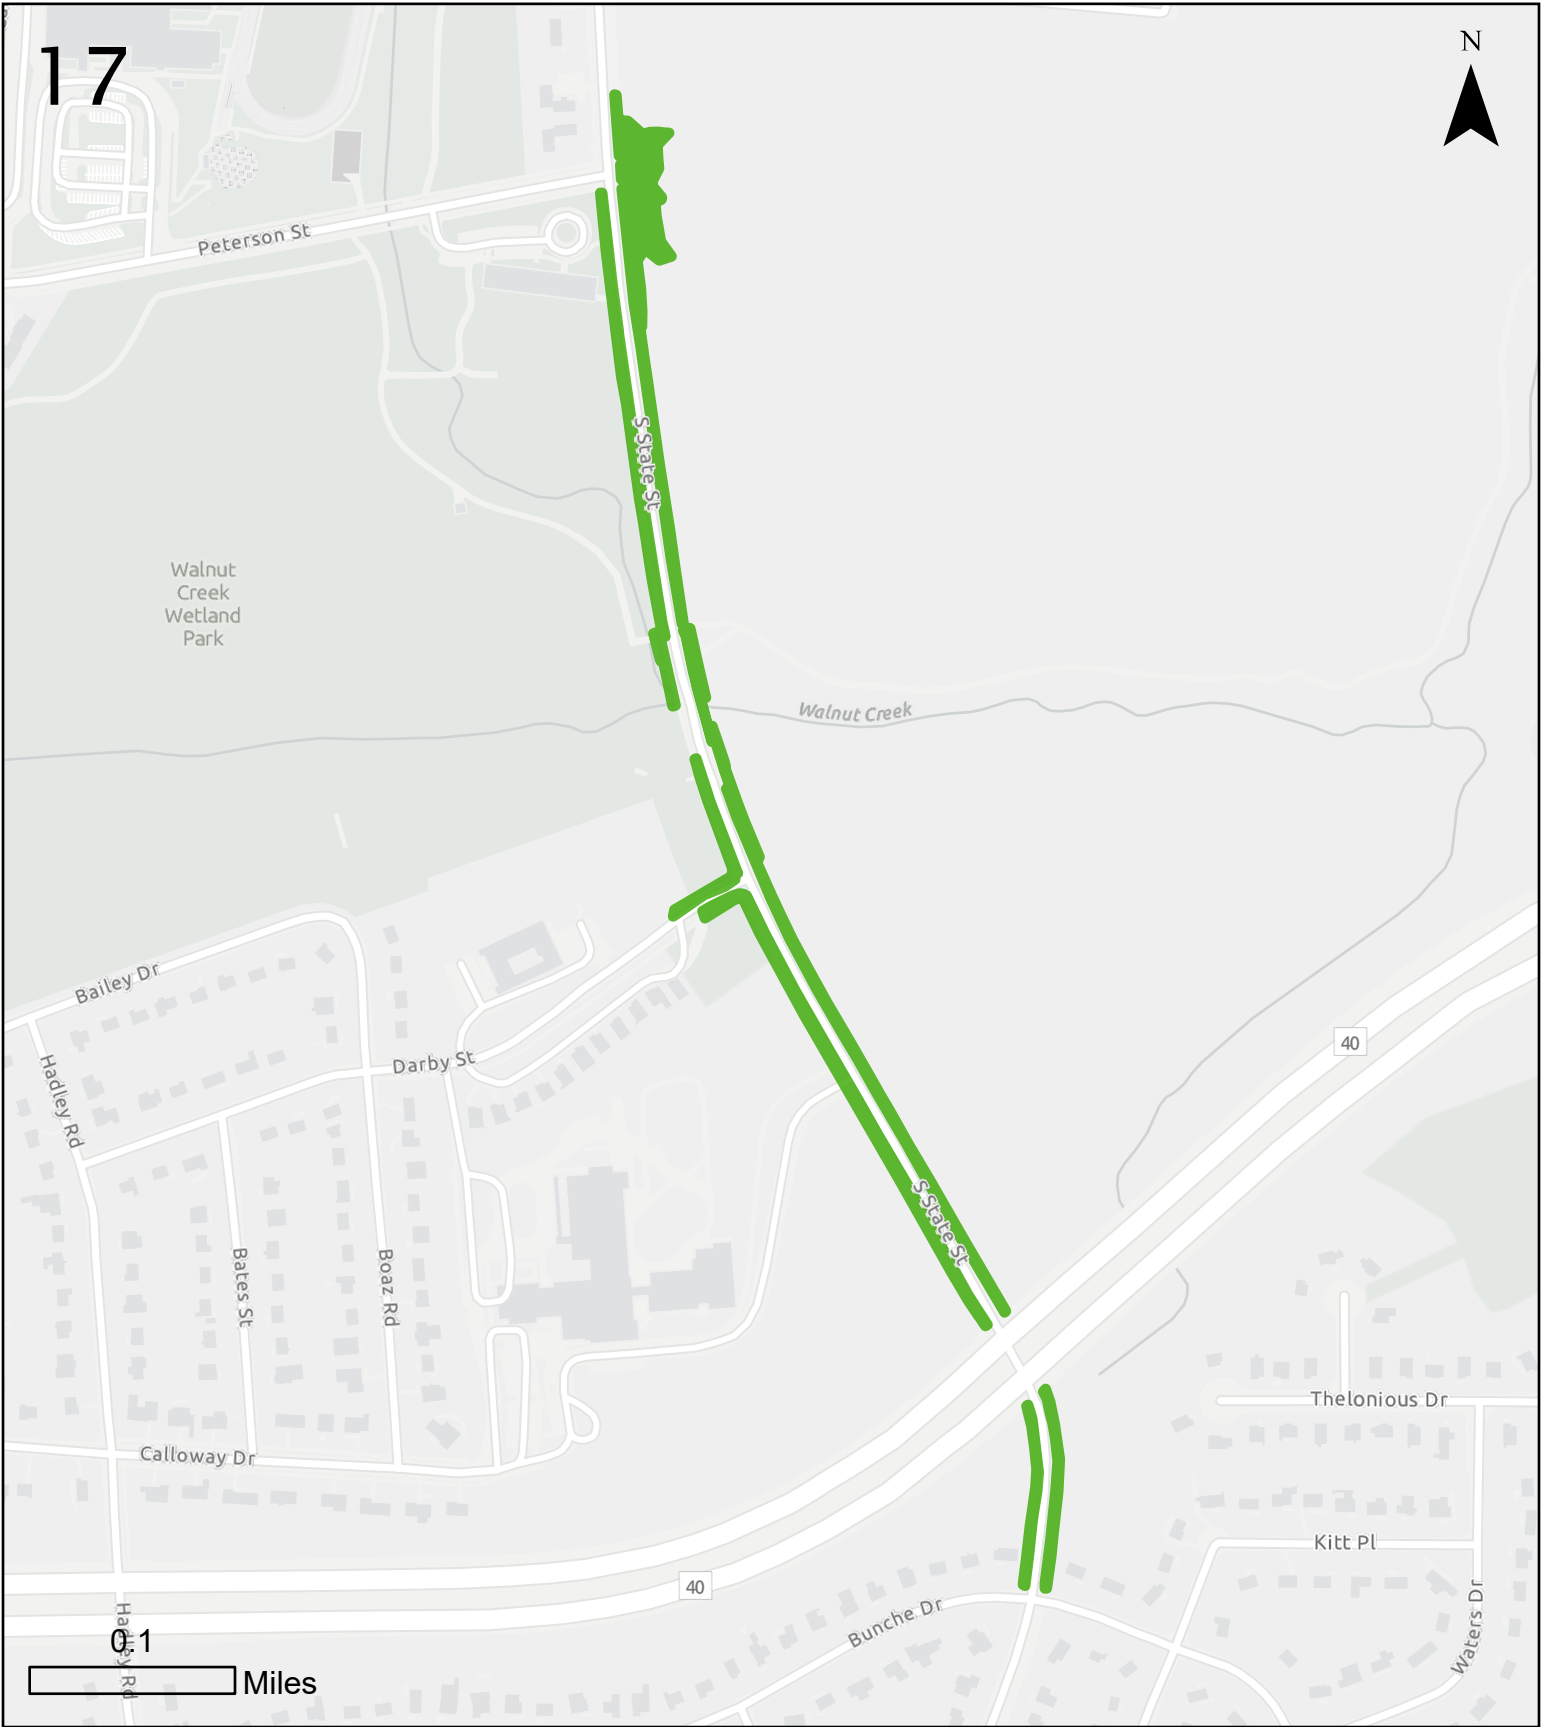 17
N
Peterson St
S State St
Walnut
Creek
Wetland
Park
Walnut Creek
Bailey Dr
40
Hadley Rd
Darby St
S State St
Bates St
Boaz Rd
Thelonious Dr
Calloway Dr
Kitt Pl
40
Bunche Dr
Waters Dr
Hadley Rd
0.1
Miles